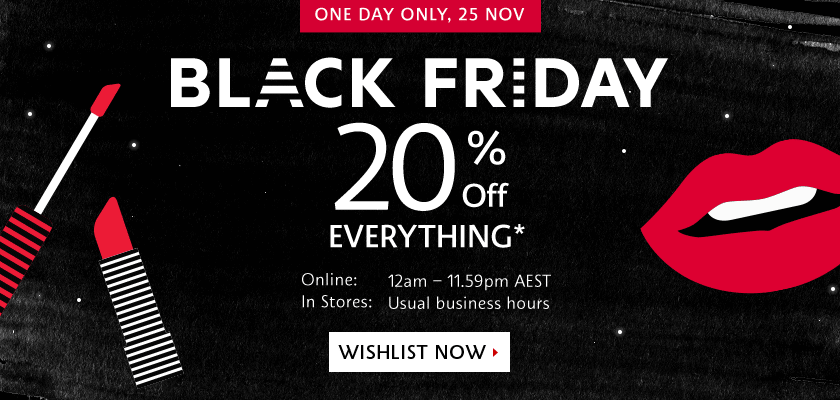 ONE DAY ONLY, 25 NOV
BLACK FRIDAY
20%
Off
EVERYTHING*
Online: 12am – 11.59pm AEST
In Stores: Usual business hours
WISHLIST NOW